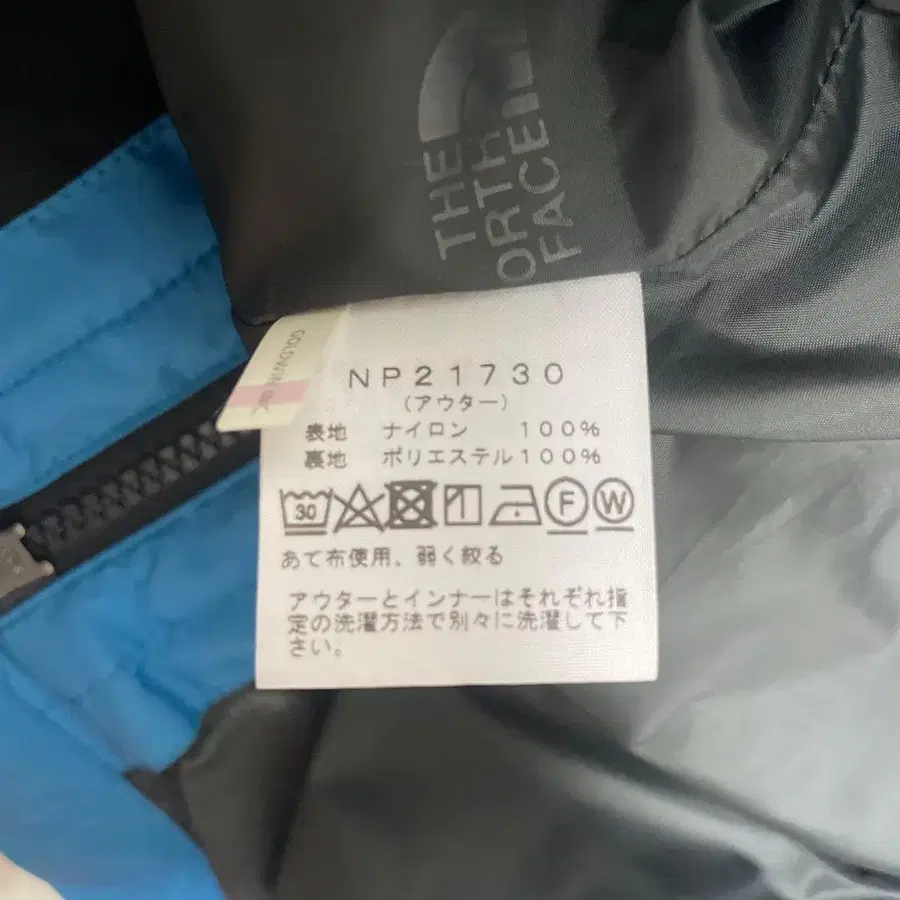 THE
NORTH
FACE
GOLDWIN
NP21730
(アウター)
表地 ナイロン 100%
裏地 ポリエステル100%
30 F W
あて布使用、弱く絞る
アウターとインナーはそれぞれ指
定の洗濯方法で別々に洗濯して下
さい。